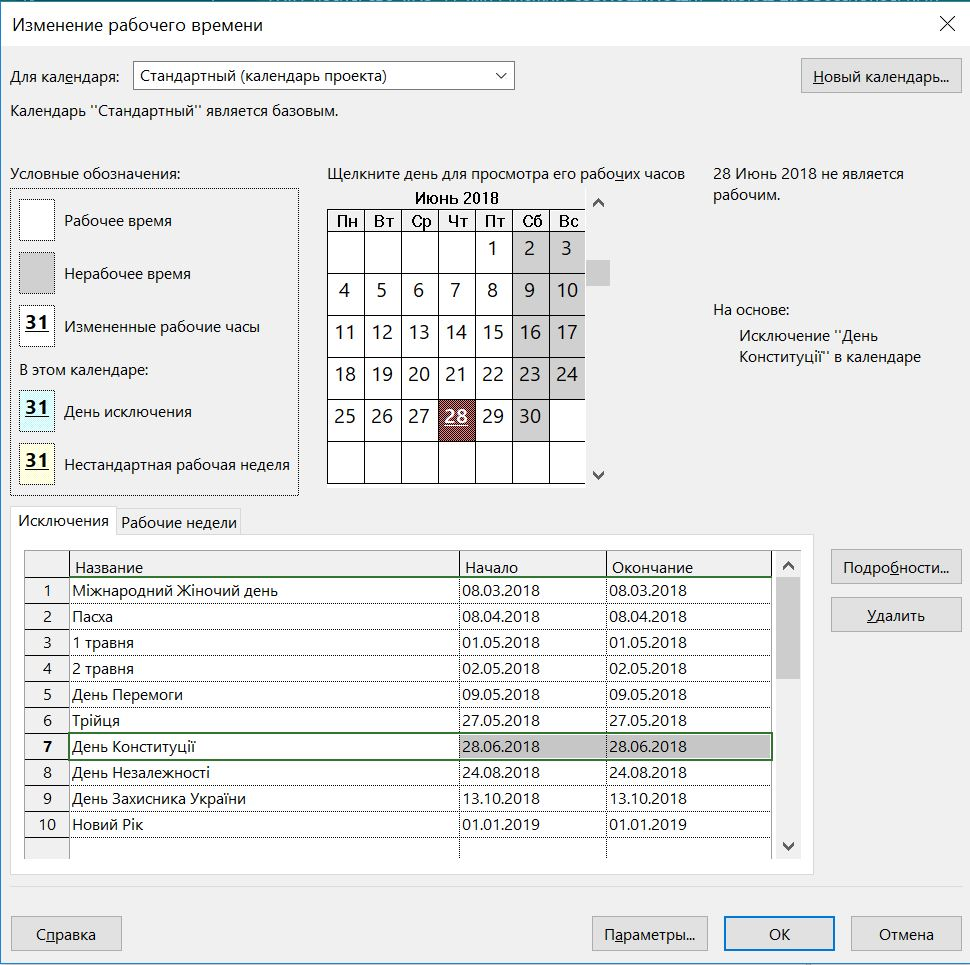 Изменение рабочего времени
Для календаря: Стандартный (календарь проекта) Новый календарь...
Календарь ''Стандартный'' является базовым.
Условные обозначения:
Рабочее время
Нерабочее время
31 Измененные рабочие часы
В этом календаре:
31 День исключения
31 Нестандартная рабочая неделя
Щелкните день для просмотра его рабочих часов
Июнь 2018
Пн Вт Ср Чт Пт Сб Вс
1 2 3
4 5 6 7 8 9 10
11 12 13 14 15 16 17
18 19 20 21 22 23 24
25 26 27 28 29 30
28 Июнь 2018 не является
рабочим.
На основе:
Исключение ''День
Конституції'' в календаре
Исключения Рабочие недели
Название Начало Окончание
1 Міжнародний Жіночий день 08.03.2018 08.03.2018
2 Пасха 08.04.2018 08.04.2018
3 1 травня 01.05.2018 01.05.2018
4 2 травня 02.05.2018 02.05.2018
5 День Перемоги 09.05.2018 09.05.2018
6 Трійця 27.05.2018 27.05.2018
7 День Конституції 28.06.2018 28.06.2018
8 День Незалежності 24.08.2018 24.08.2018
9 День Захисника України 13.10.2018 13.10.2018
10 Новий Рік 01.01.2019 01.01.2019
Подробности...
Удалить
Справка Параметры... ОК Отмена